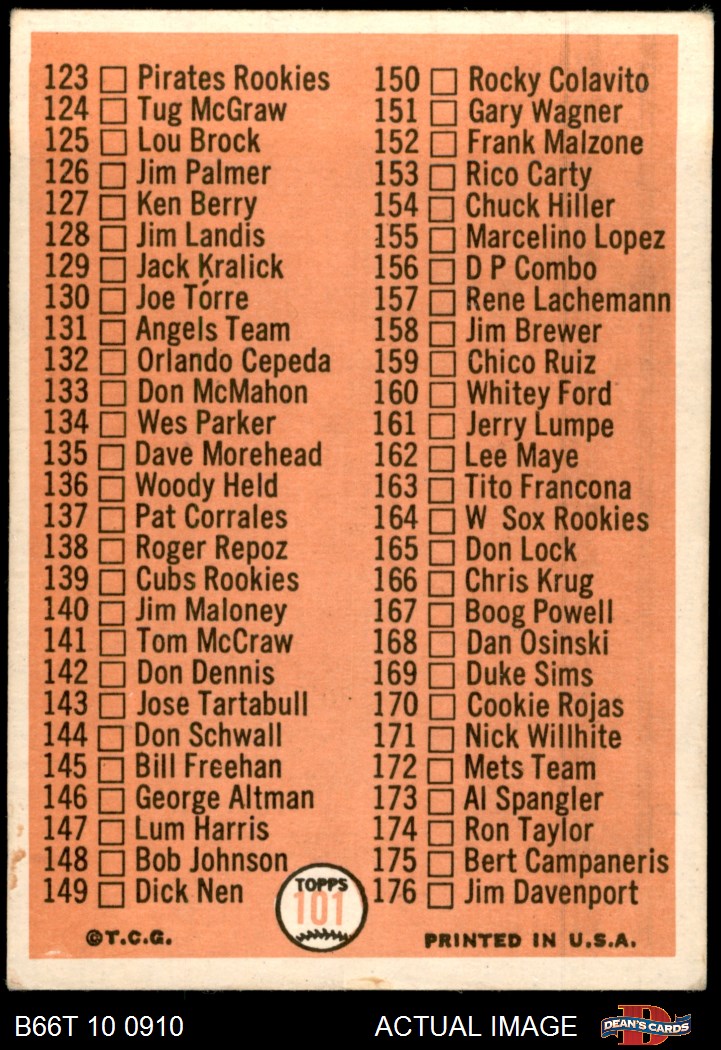 123 Pirates Rookies
124 Tug McGraw
125 Lou Brock
126 Jim Palmer
127 Ken Berry
128 Jim Landis
129 Jack Kralick
130 Joe Torre
131 Angels Team
132 Orlando Cepeda
133 Don McMahon
134 Wes Parker
135 Dave Morehead
136 Woody Held
137 Pat Corrales
138 Roger Repoz
139 Cubs Rookies
140 Jim Maloney
141 Tom McCraw
142 Don Dennis
143 Jose Tartabull
144 Don Schwall
145 Bill Freehan
146 George Altman
147 Lum Harris
148 Bob Johnson
149 Dick Nen
150 Rocky Colavito
151 Gary Wagner
152 Frank Malzone
153 Rico Carty
154 Chuck Hiller
155 Marcelino Lopez
156 D P Combo
157 Rene Lachemann
158 Jim Brewer
159 Chico Ruiz
160 Whitey Ford
161 Jerry Lumpe
162 Lee Maye
163 Tito Francona
164 W Sox Rookies
165 Don Lock
166 Chris Krug
167 Boog Powell
168 Dan Osinski
169 Duke Sims
170 Cookie Rojas
171 Nick Willhite
172 Mets Team
173 Al Spangler
174 Ron Taylor
175 Bert Campaneris
176 Jim Davenport
TOPPS
101
©T.C.G.
PRINTED IN U.S.A.
B66T 10 0910
ACTUAL IMAGE
B
DEAN'S CARDS